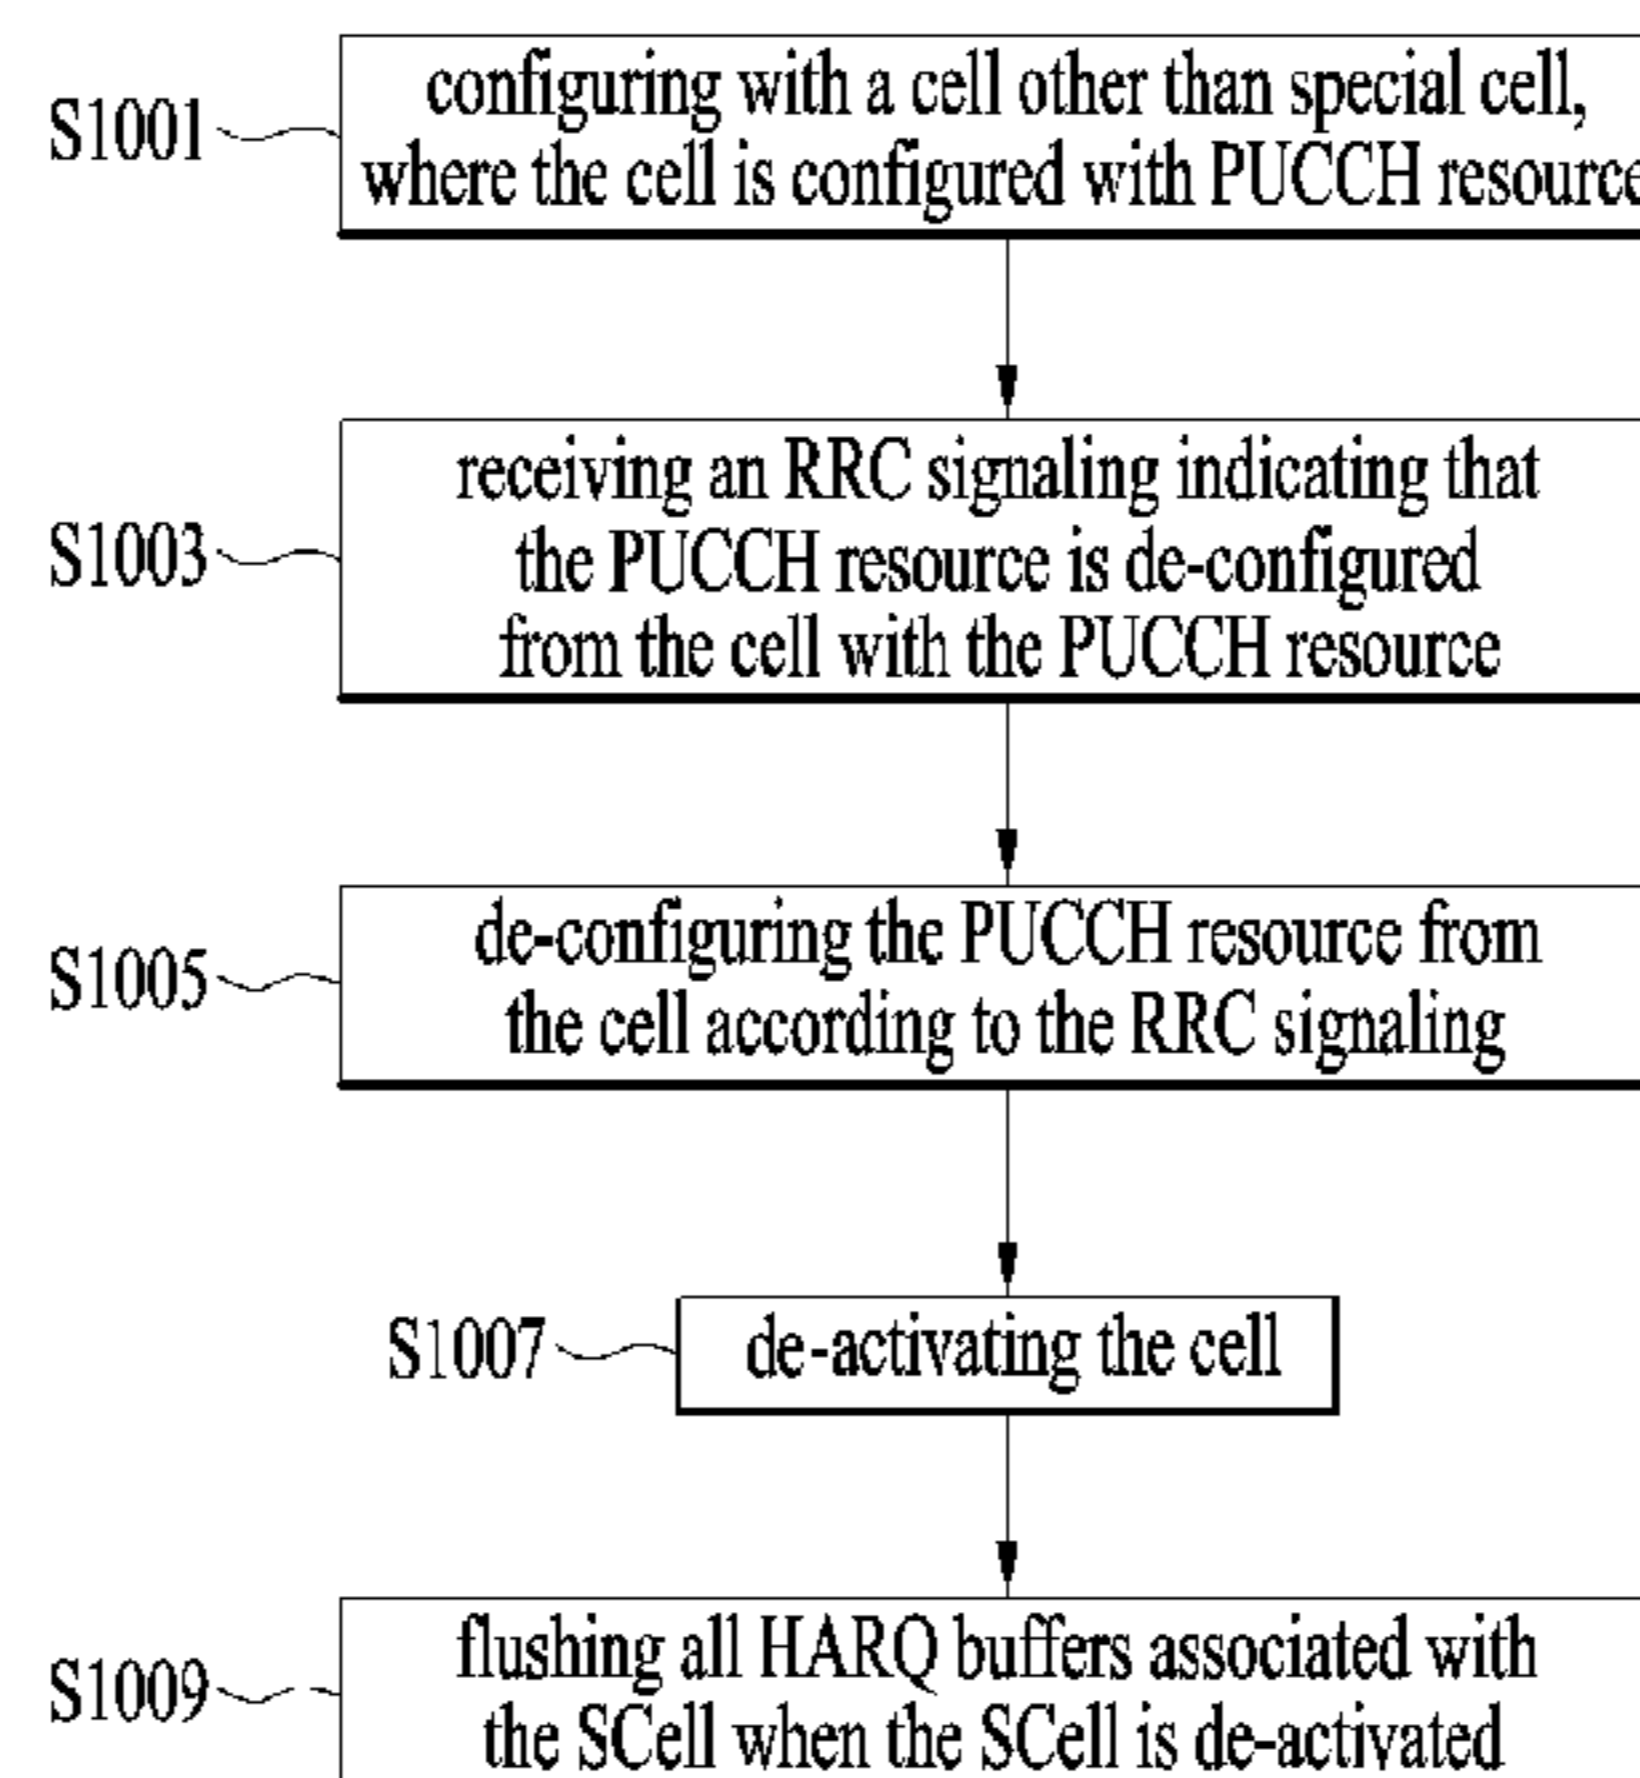 S1001
configuring with a cell other than special cell,
where the cell is configured with PUCCH resource
S1003
receiving an RRC signaling indicating that
the PUCCH resource is de-configured
from the cell with the PUCCH resource
S1005
de-configuring the PUCCH resource from
the cell according to the RRC signaling
S1007
de-activating the cell
S1009
flushing all HARQ buffers associated with
the SCell when the SCell is de-activated